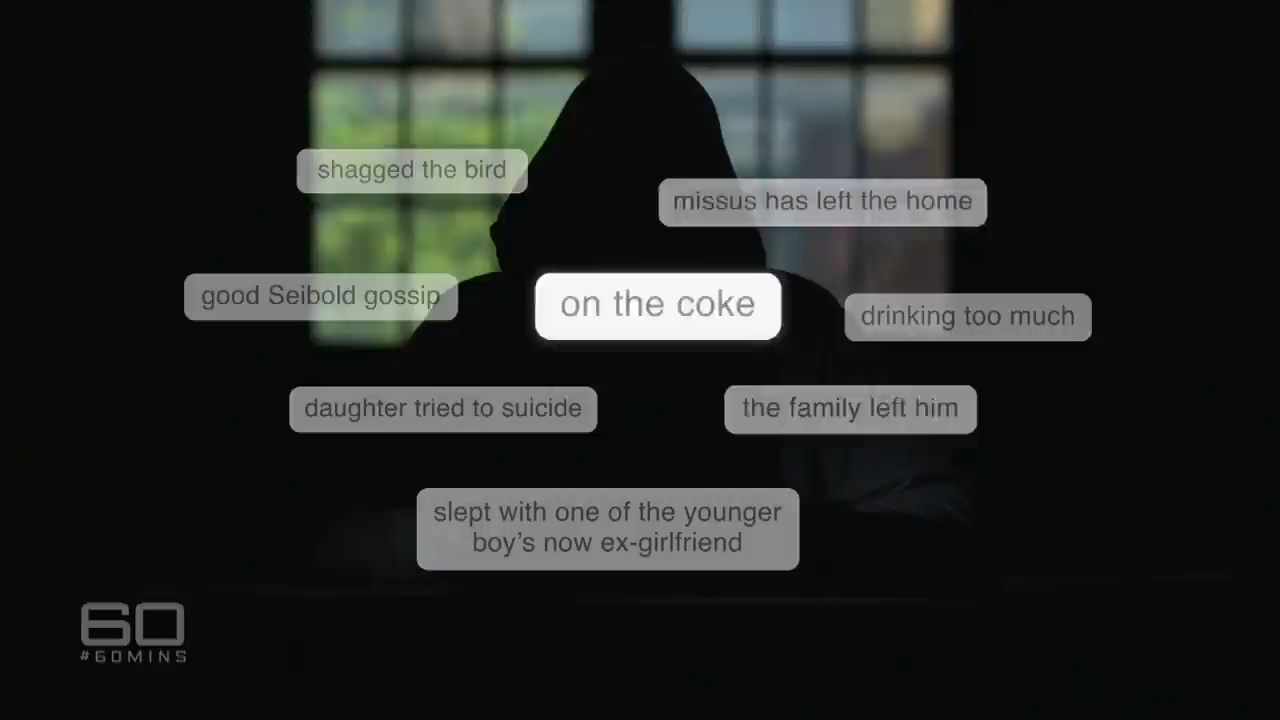 shagged the bird
missus has left the home
good Seibold gossip
on the coke
drinking too much
daughter tried to suicide
the family left him
slept with one of the younger
boy's now ex-girlfriend
60
#60MINS